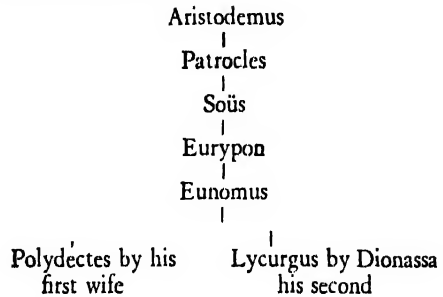 Aristodemus
Patrocles
Soüs
Eurypon
Eunomus
Polydectes by his Lycurgus by Dionassa
first wife his second